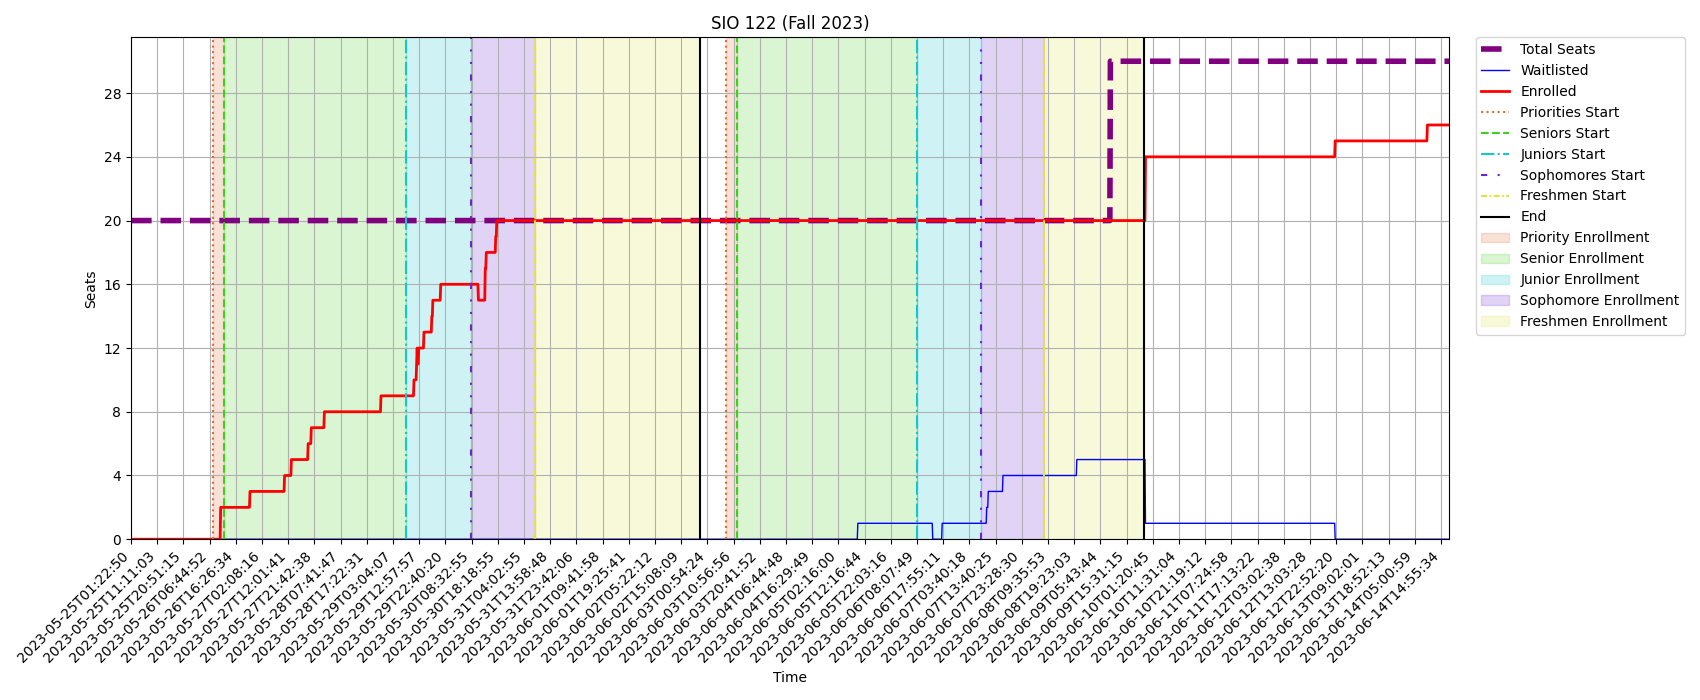 SIO 122 (Fall 2023)
Seats
28
24
20
16
12
8
4
0
2023-05-25T01:22:50
2023-05-25T11:11:03
2023-05-25T20:51:15
2023-05-26T06:44:52
2023-05-26T16:26:34
2023-05-27T02:08:16
2023-05-27T12:01:41
2023-05-27T21:42:38
2023-05-28T07:41:47
2023-05-28T17:22:31
2023-05-29T03:04:07
2023-05-29T12:57:57
2023-05-29T22:40:20
2023-05-30T08:32:55
2023-05-30T18:18:55
2023-05-31T04:02:55
2023-05-31T13:58:48
2023-05-31T23:42:06
2023-06-01T09:41:58
2023-06-01T19:25:41
2023-06-02T05:22:12
2023-06-02T15:08:09
2023-06-03T00:54:24
2023-06-03T10:56:56
2023-06-03T20:41:52
2023-06-04T06:44:48
2023-06-04T16:29:49
2023-06-05T02:16:00
2023-06-05T12:16:44
2023-06-05T22:03:16
2023-06-06T08:07:49
2023-06-06T17:55:11
2023-06-07T03:40:18
2023-06-07T13:40:25
2023-06-07T23:28:30
2023-06-08T09:35:53
2023-06-08T19:23:03
2023-06-09T05:43:44
2023-06-09T15:31:15
2023-06-10T01:20:45
2023-06-10T11:31:04
2023-06-10T21:19:12
2023-06-11T07:24:58
2023-06-11T17:13:22
2023-06-12T03:02:38
2023-06-12T13:03:28
2023-06-12T22:52:20
2023-06-13T09:02:01
2023-06-13T18:52:13
2023-06-14T05:00:59
2023-06-14T14:55:34
Time
Total Seats
Waitlisted
Enrolled
Priorities Start
Seniors Start
Juniors Start
Sophomores Start
Freshmen Start
End
Priority Enrollment
Senior Enrollment
Junior Enrollment
Sophomore Enrollment
Freshmen Enrollment